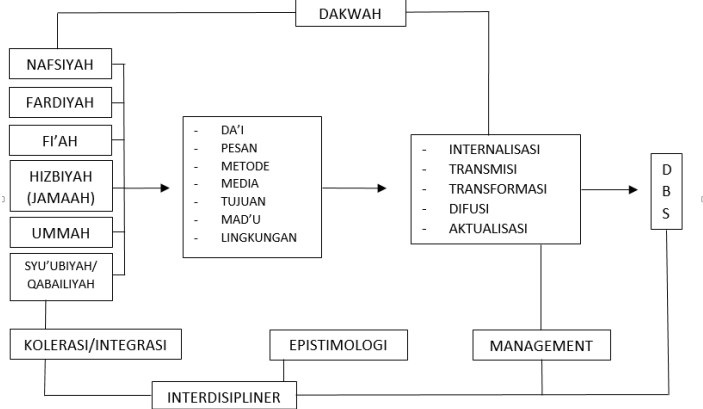 DAKWAH
NAFSIYAH
FARDIYAH
FI’AH
HIZBIYAH
(JAMAAH)
UMMAH
SYU’UBIYAH/
QABAILIYAH
- DA’I
- PESAN
- METODE
- MEDIA
- TUJUAN
- MAD’U
- LINGKUNGAN
- INTERNALISASI
- TRANSMISI
- TRANSFORMASI
- DIFUSI
- AKTUALISASI
D
B
S
KOLERASI/INTEGRASI
EPISTIMOLOGI
MANAGEMENT
INTERDISIPLINER